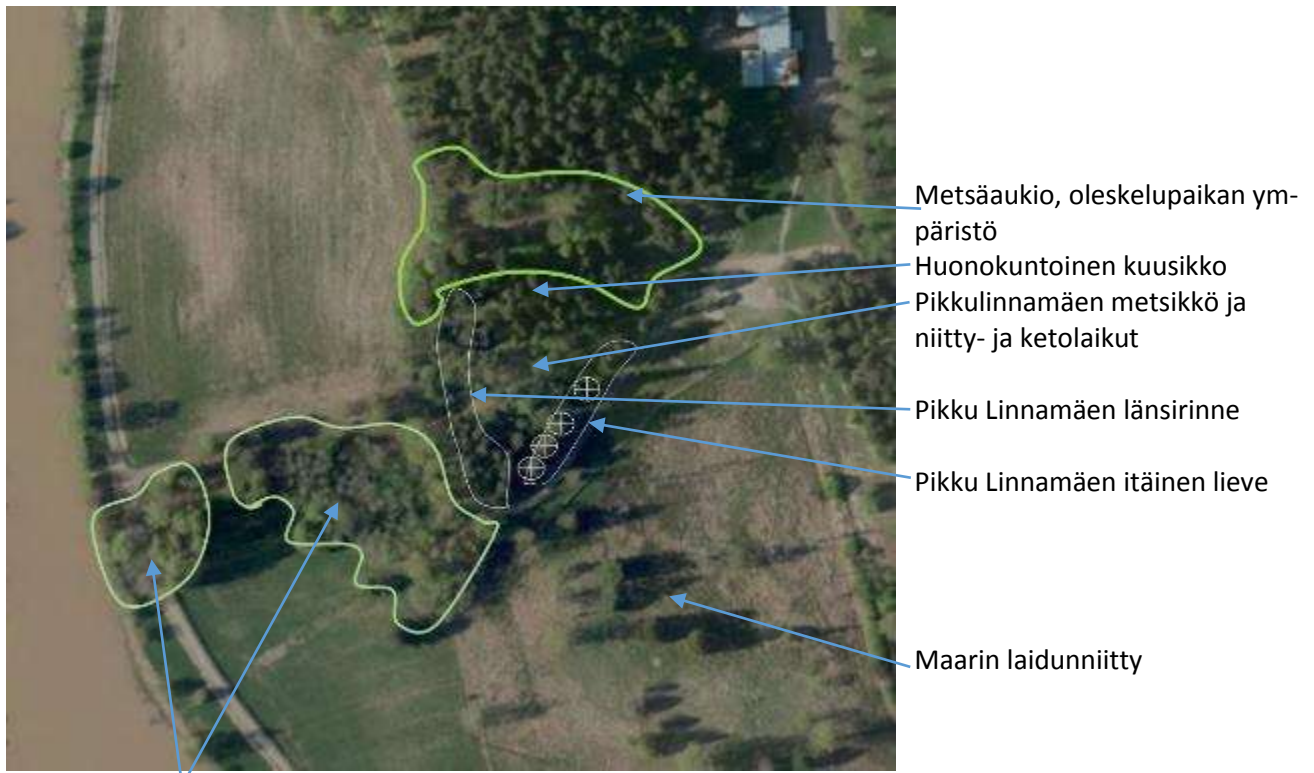 Metsäaukio, oleskelupaikan ym-
päristö
Huonokuntoinen kuusikko
Pikkulinnamäen metsikkö ja
niitty- ja ketolaikut
Pikku Linnamäen länsirinne
Pikku Linnamäen itäinen lieve
Maarin laidunniitty